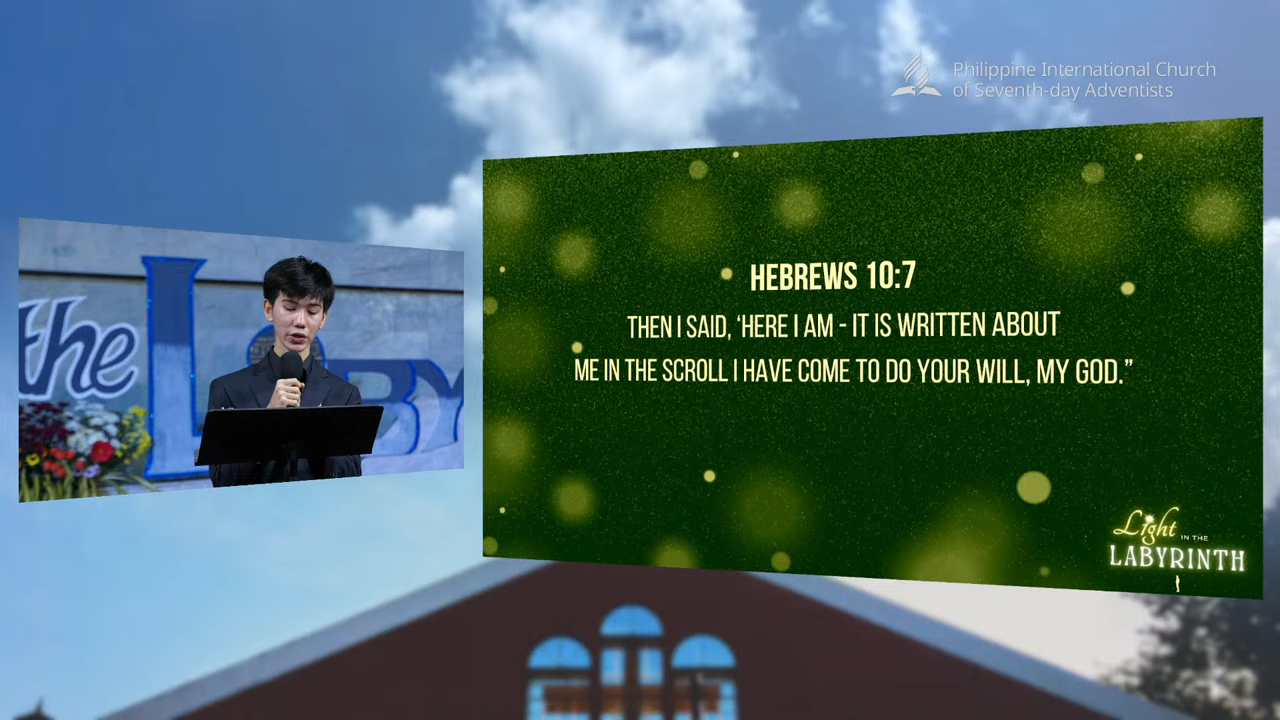 Philippine International Church
of Seventh-day Adventists
HEBREWS 10:7
THEN I SAID, ‘HERE I AM - IT IS WRITTEN ABOUT
ME IN THE SCROLL I HAVE COME TO DO YOUR WILL, MY GOD.”
the
Light IN THE
LABYRINTH